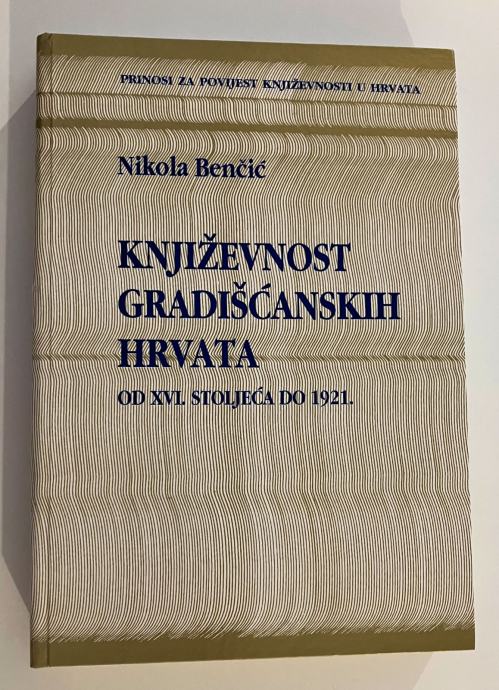 PRINOSI ZA POVIJEST KNJIŽEVNOSTI U HRVATA
Nikola Benčić
KNJIŽEVNOST
GRADIŠĆANSKIH
HRVATA
OD XVI. STOLJEĆA DO 1921.